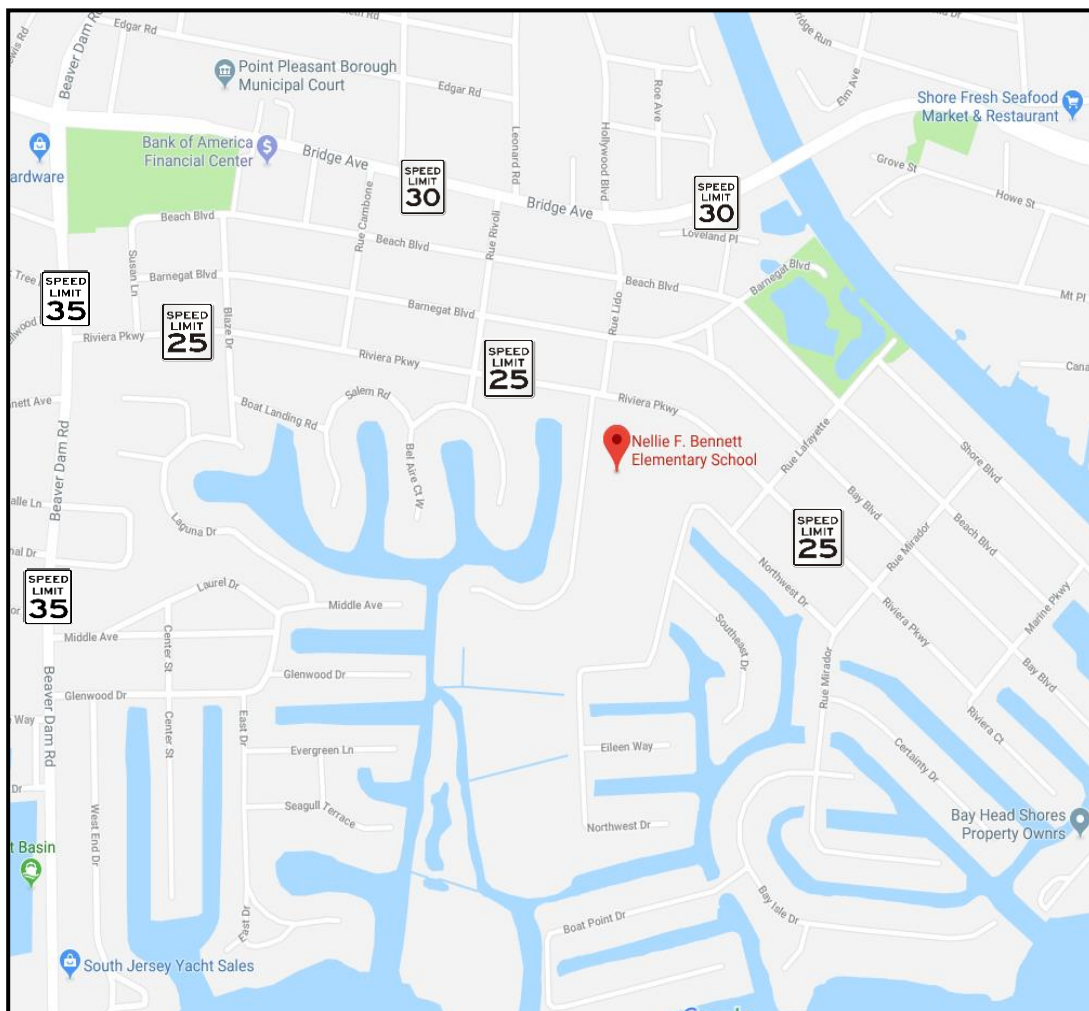 Beaver Dam Rd
Edgar Rd
Point Pleasant Borough
Municipal Court
Edgar Rd
Leonard Rd
Hollywood Blvd
Roe Ave
Elm Ave
Shore Fresh Seafood
Market & Restaurant
Bank of America
Financial Center
Bridge Ave
Grove St
Howe St
SPEED
LIMIT
30
Bridge Ave
SPEED
LIMIT
30
Beach Blvd
Rue Cambone
Rue Rivoli
Beach Blvd
Loveland Pl
Susan Ln
Barnegat Blvd
Beach Blvd
Barnegat Blvd
Mt Pl
SPEED
LIMIT
35
Barnegat Blvd
Rue Lido
SPEED
LIMIT
25
Blaze Dr
Riviera Pkwy
Riviera Pkwy
SPEED
LIMIT
25
Salem Rd
Boat Landing Rd
Bel Aire Ct W
Riviera Pkwy
Nellie F. Bennett
Elementary School
Rue Lafayette
Shore Blvd
Bay Blvd
Beach Blvd
Beaver Dam Rd
Laguna Dr
SPEED
LIMIT
25
Rue Mirador
Northwest Dr
Riviera Pkwy
Marine Pkwy
SPEED
LIMIT
35
Laurel Dr
Middle Ave
Middle Ave
Center St
Southeast Dr
Rue Mirador
Bay Blvd
Glenwood Dr
Glenwood Dr
Beaver Dam Rd
Center St
East Dr
Evergreen Ln
Eileen Way
Riviera Ct
Certainty Dr
Seagull Terrace
West End Dr
Northwest Dr
Bay Head Shores
Property Ownrs
East Dr
Boat Point Dr
Bay Isle Dr
South Jersey Yacht Sales